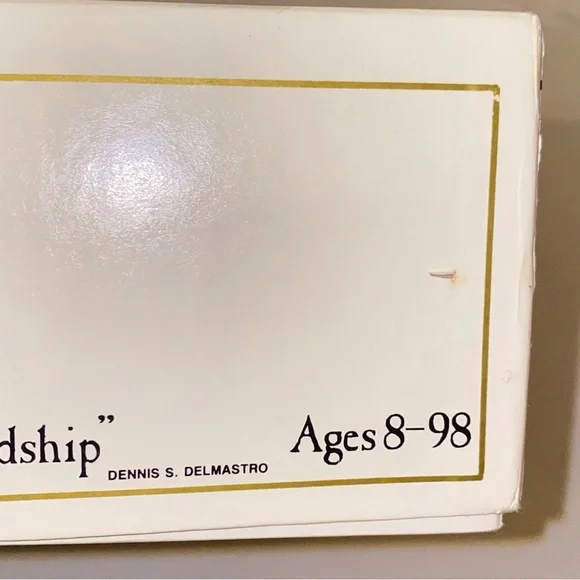 dship”
DENNIS S. DELMASTRO
Ages 8–98